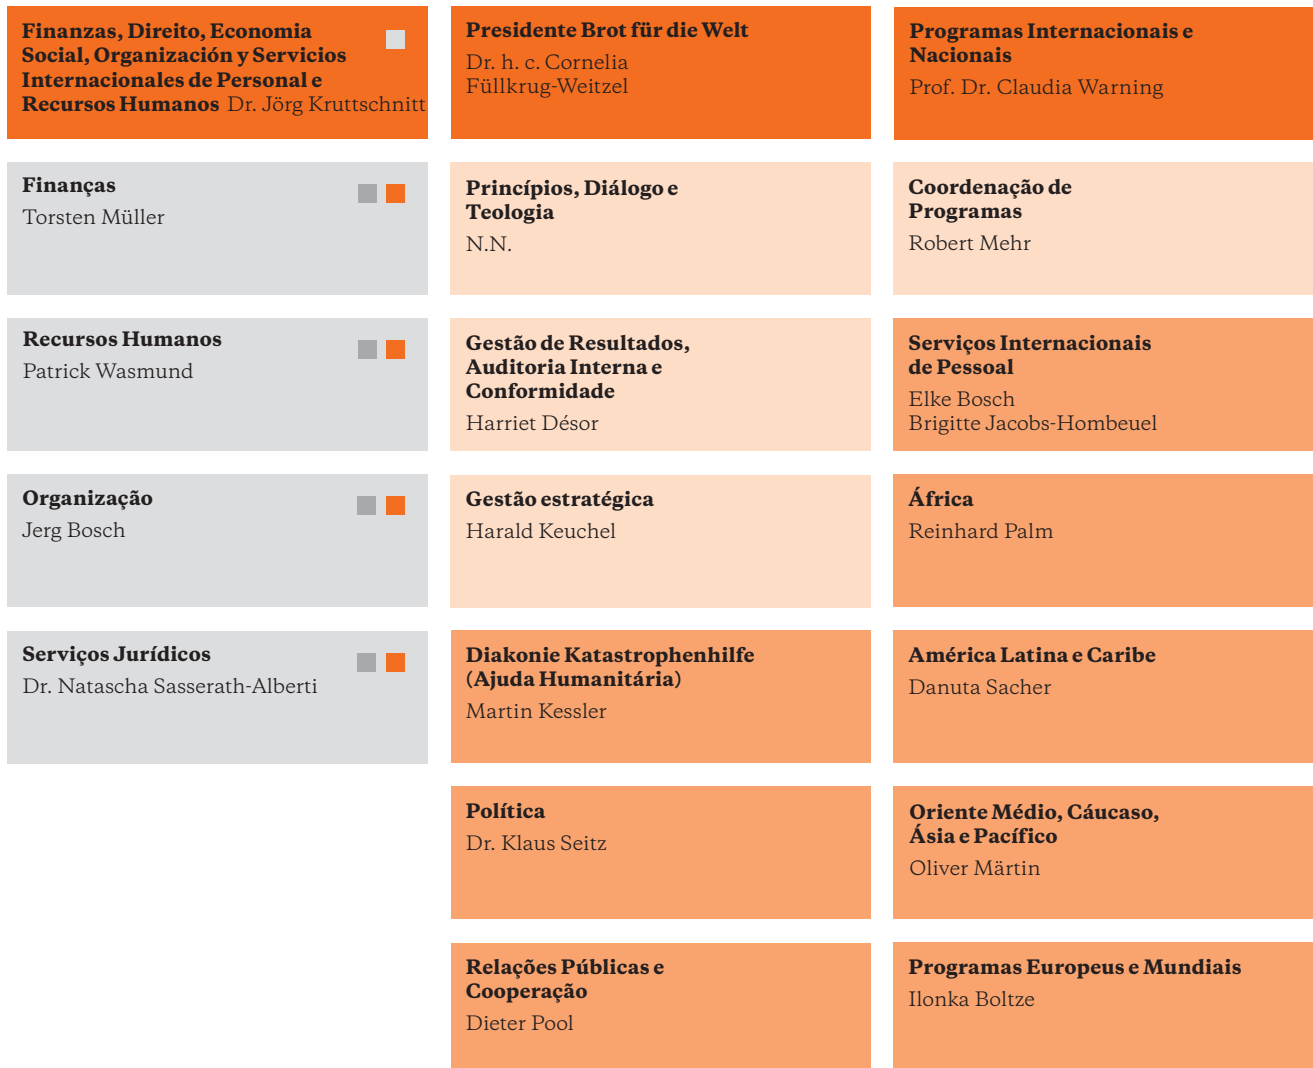 Finanzas, Direito, Economia
Social, Organización y Servicios
Internacionales de Personal e
Recursos Humanos Dr. Jörg Kruttschnitt
Finanças
Torsten Müller
Recursos Humanos
Patrick Wasmund
Organização
Jerg Bosch
Serviços Jurídicos
Dr. Natascha Sasserath-Alberti
Presidente Brot für die Welt
Dr. h. c. Cornelia
Füllkrug-Weitzel
Princípios, Diálogo e
Teologia
N.N.
Gestão de Resultados,
Auditoria Interna e
Conformidade
Harriet Désor
Gestão estratégica
Harald Keuchel
Diakonie Katastrophenhilfe
(Ajuda Humanitária)
Martin Kessler
Política
Dr. Klaus Seitz
Relações Públicas e
Cooperação
Dieter Pool
Programas Internacionais e
Nacionais
Prof. Dr. Claudia Warning
Coordenação de
Programas
Robert Mehr
Serviços Internacionais
de Pessoal
Elke Bosch
Brigitte Jacobs-Hombeuel
África
Reinhard Palm
América Latina e Caribe
Danuta Sacher
Oriente Médio, Cáucaso,
Ásia e Pacífico
Oliver Märtin
Programas Europeus e Mundiais
Ilonka Boltze